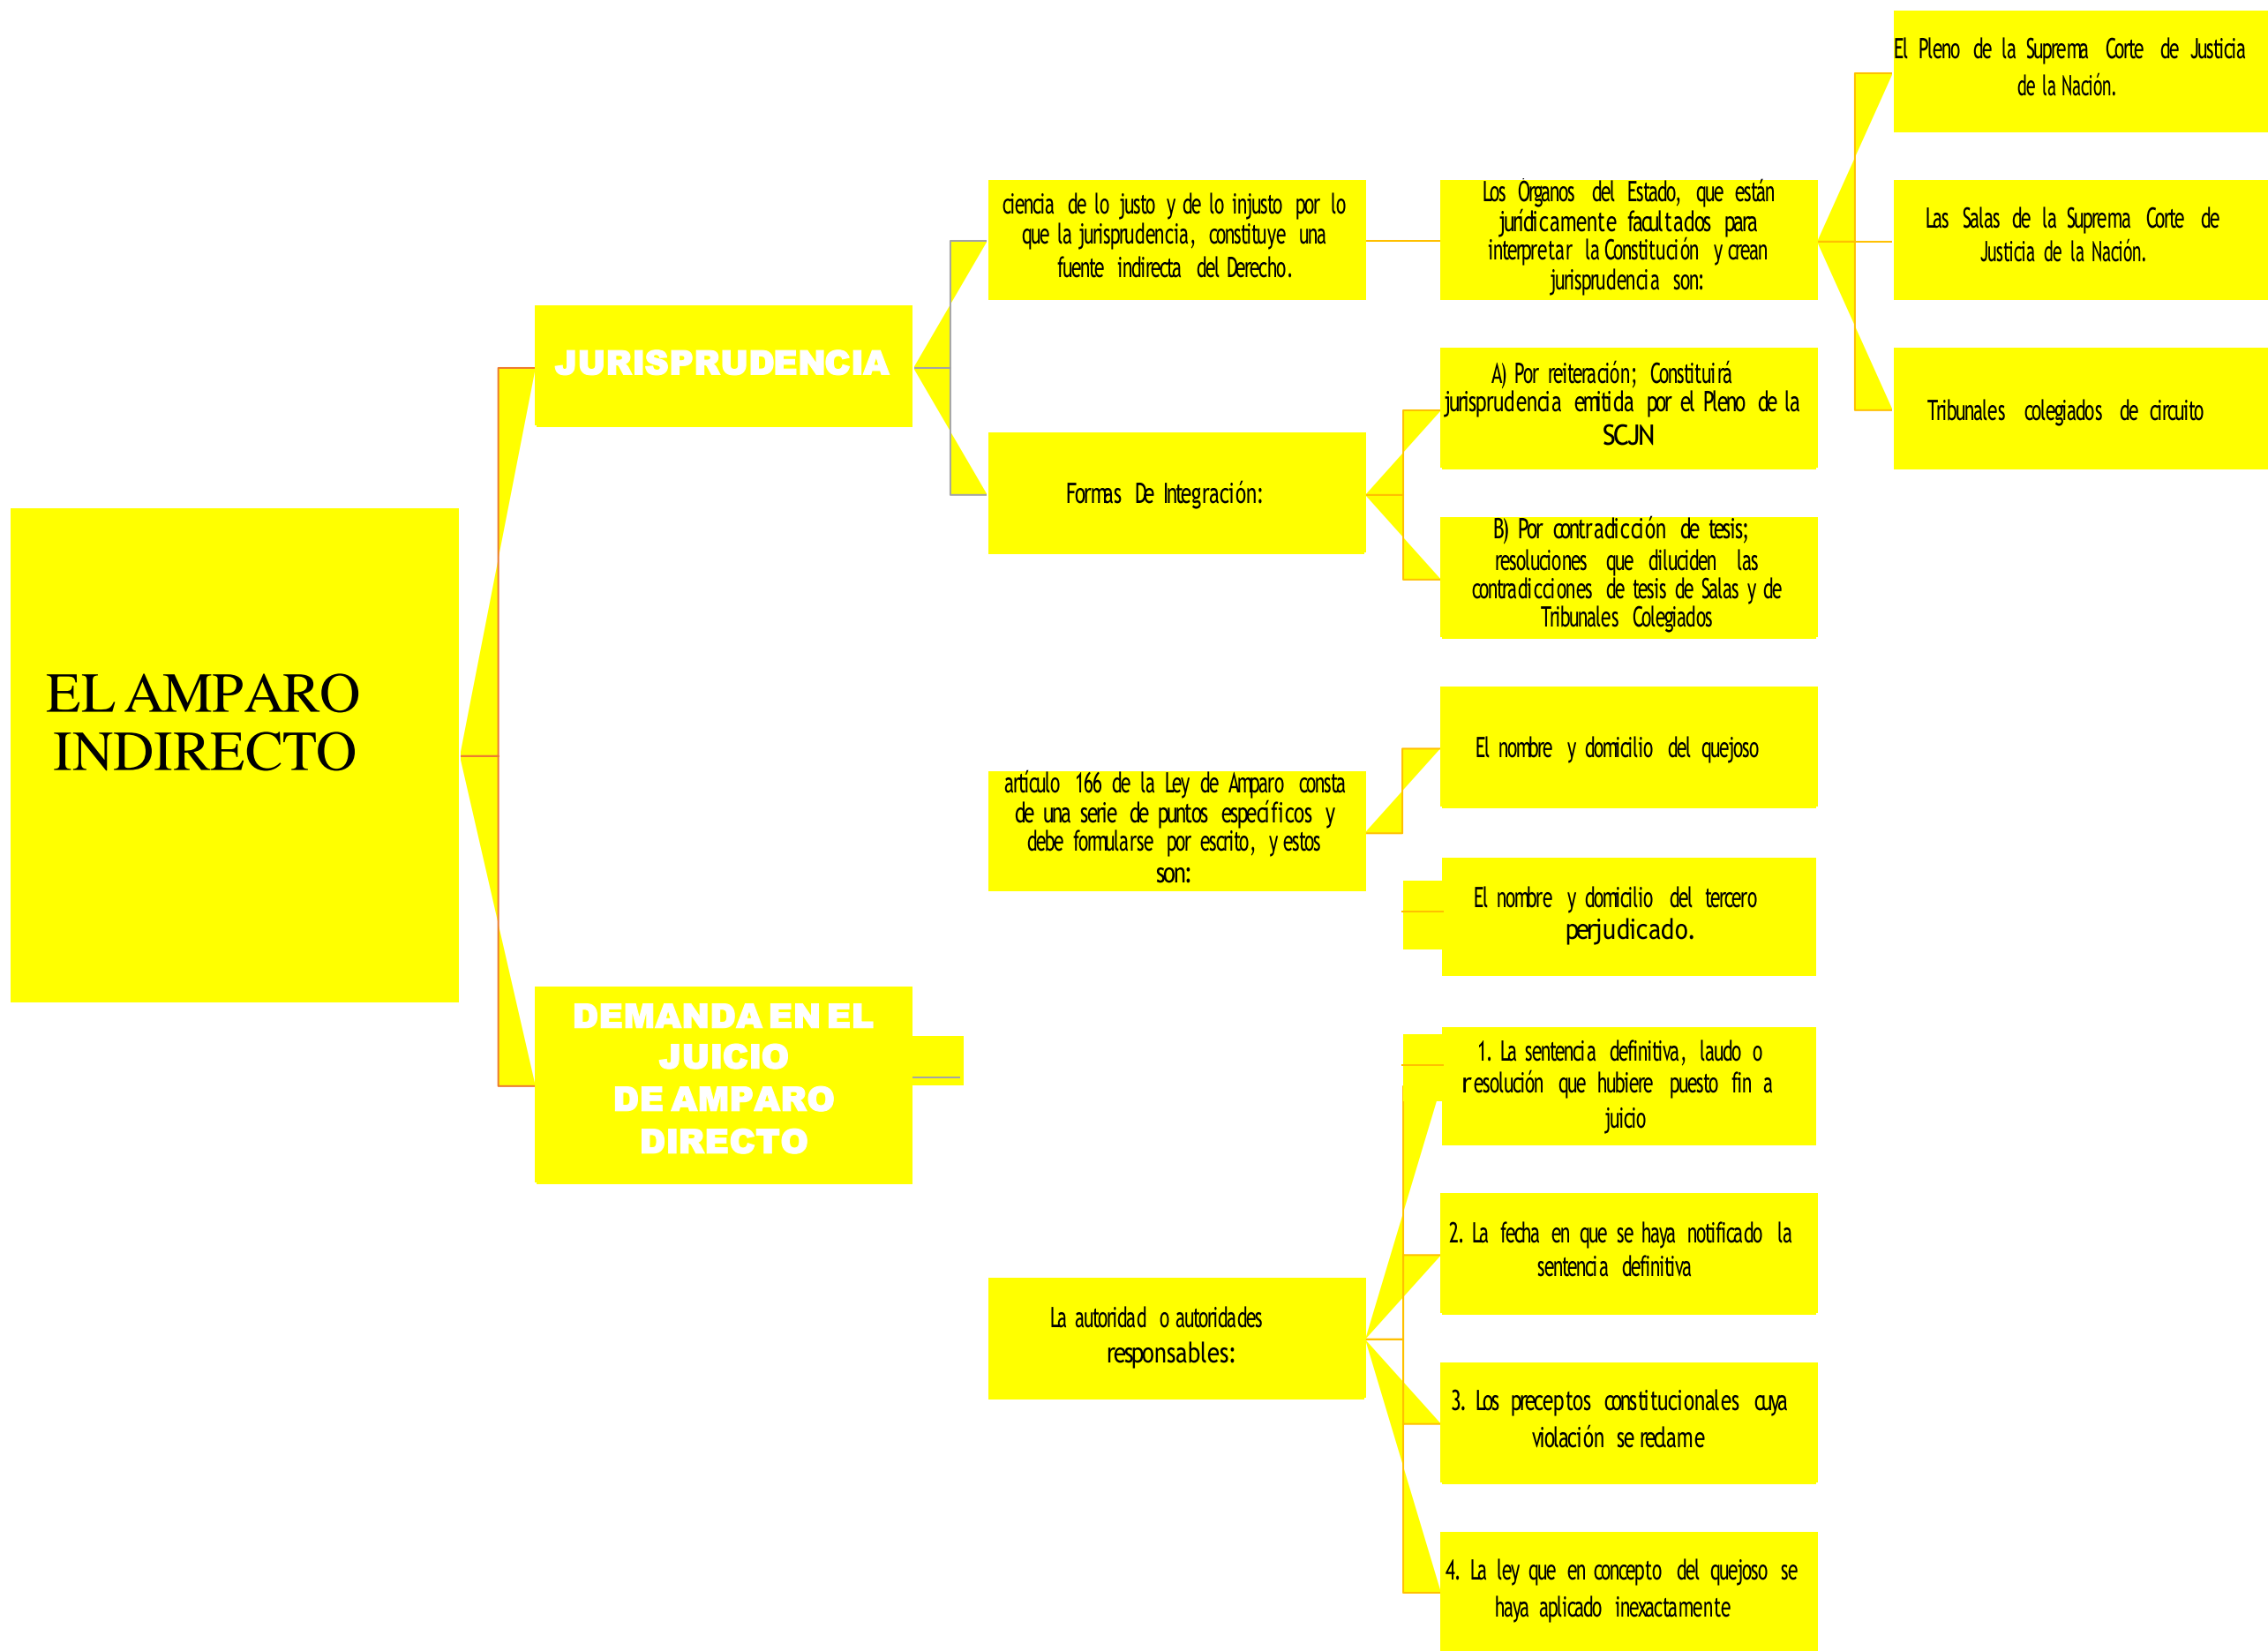 EL AMPARO
INDIRECTO
JURISPRUDENCIA
ciencia de lo justo y de lo injusto por lo
que la jurisprudencia, constituye una
fuente indirecta del Derecho.
Los Órganos del Estado, que están
jurídicamente facultados para
interpretar la Constitución y crean
jurisprudencia son:
El Pleno de la Suprema Corte de Justicia
de la Nación.
Las Salas de la Suprema Corte de
Justicia de la Nación.
Tribunales colegiados de circuito
Formas De Integración:
A) Por reiteración; Constituirá
jurisprudencia emitida por el Pleno de la
SCJN
B) Por contradicción de tesis;
resoluciones que diluciden las
contradicciones de tesis de Salas y de
Tribunales Colegiados
DEMANDA EN EL
JUICIO
DE AMPARO
DIRECTO
artículo 166 de la Ley de Amparo consta
de una serie de puntos específicos y
debe formularse por escrito, y estos
son:
El nombre y domicilio del quejoso
El nombre y domicilio del tercero
perjudicado.
La autoridad o autoridades
responsables:
1. La sentencia definitiva, laudo o
resolución que hubiere puesto fin a
juicio
2. La fecha en que se haya notificado la
sentencia definitiva
3. Los preceptos constitucionales cuya
violación se reclame
4. La ley que en concepto del quejoso se
haya aplicado inexactamente